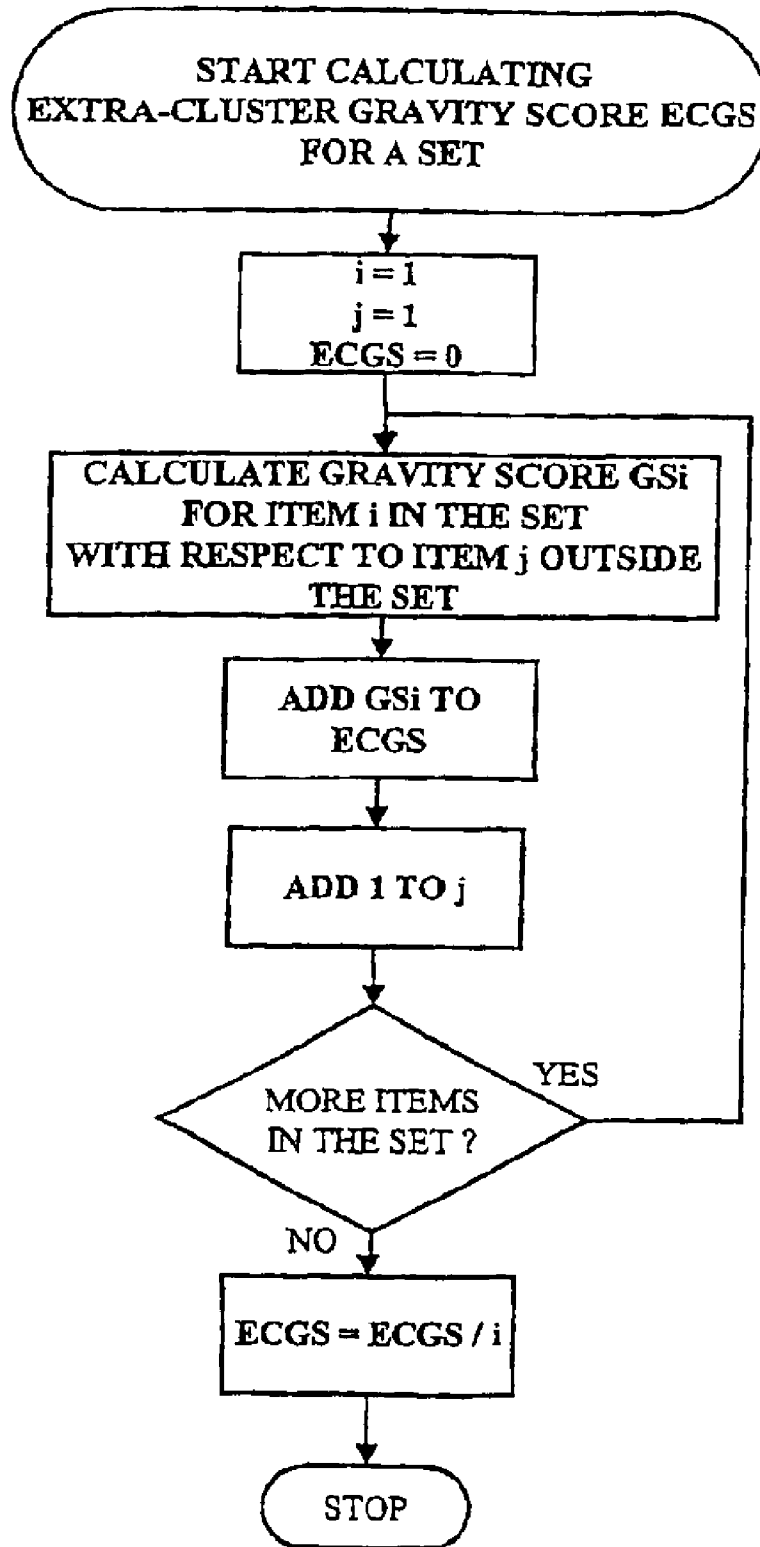 START CALCULATING
EXTRA-CLUSTER GRAVITY SCORE ECGS
FOR A SET
i = 1
j = 1
ECGS = 0
CALCULATE GRAVITY SCORE GSi
FOR ITEM i IN THE SET
WITH RESPECT TO ITEM j OUTSIDE
THE SET
ADD GSi TO
ECGS
ADD 1 TO j
YES
MORE ITEMS
IN THE SET ?
NO
ECGS = ECGS / i
STOP